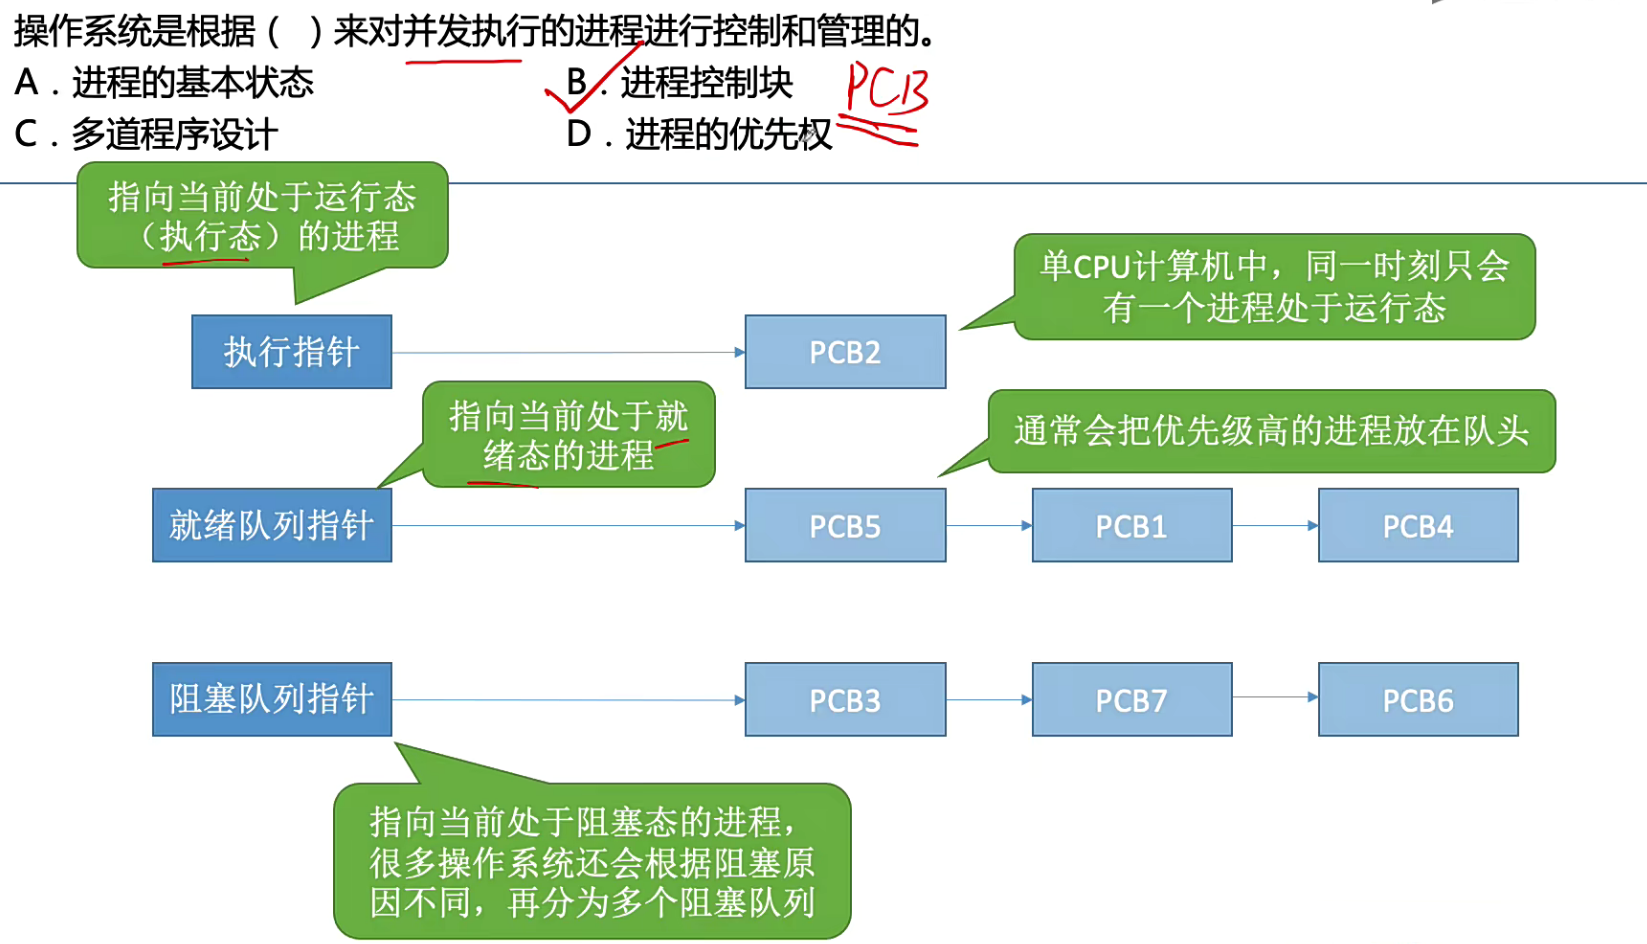 操作系统是根据（ ）来对并发执行的进程进行控制和管理的。
A．进程的基本状态
B．进程控制块
PCB
C．多道程序设计
D．进程的优先权
指向当前处于运行态
（执行态）的进程
单CPU计算机中，同一时刻只会
有一个进程处于运行态
执行指针
PCB2
指向当前处于就
绪态的进程
通常会把优先级高的进程放在队头
就绪队列指针
PCB5
PCB1
PCB4
阻塞队列指针
PCB3
PCB7
PCB6
指向当前处于阻塞态的进程，
很多操作系统还会根据阻塞原
因不同，再分为多个阻塞队列